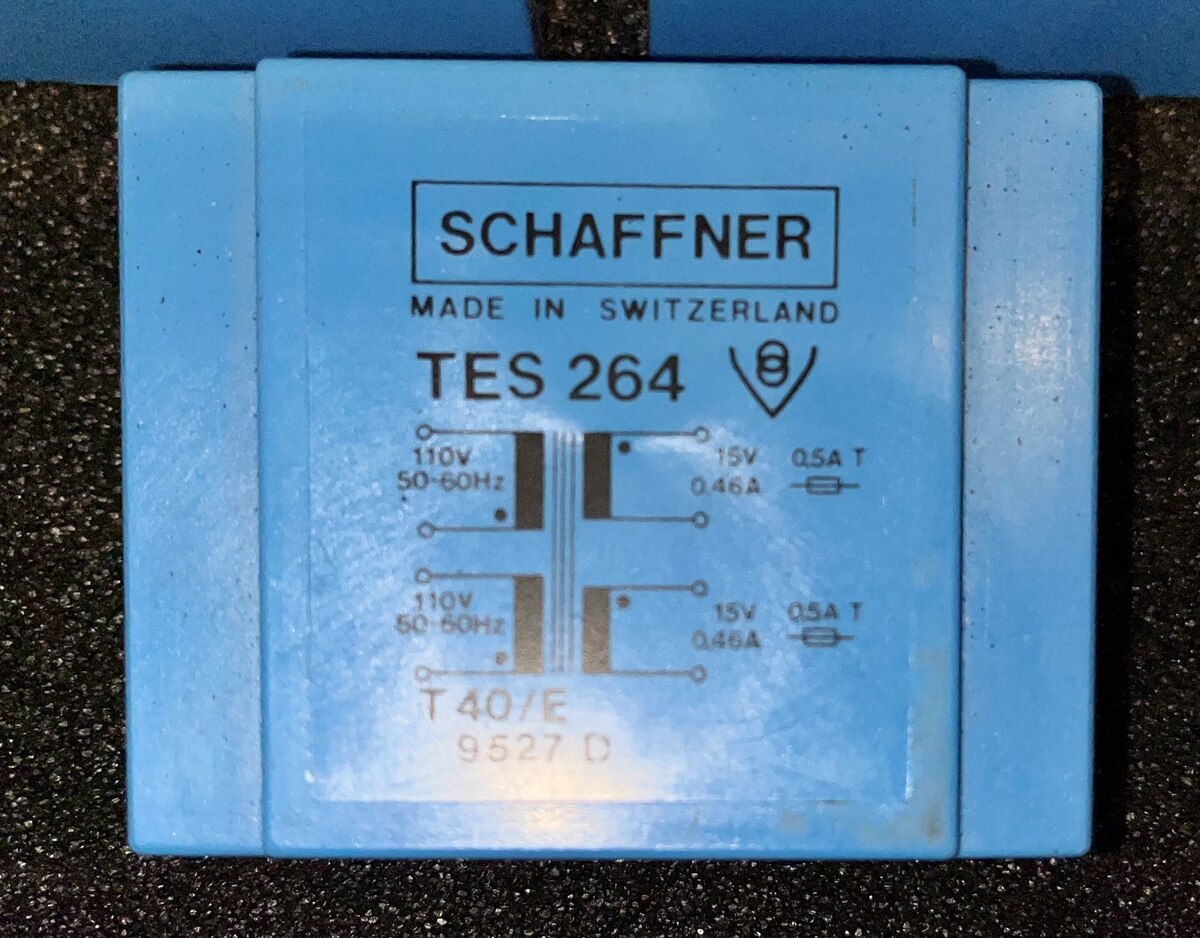 SCHAFFNER
MADE IN SWITZERLAND
TES 264
110V
50-60Hz
15V 0,5A T
0,46A
110V
50-60Hz
15V 0,5A T
0,46A
T 40/E
9527 D